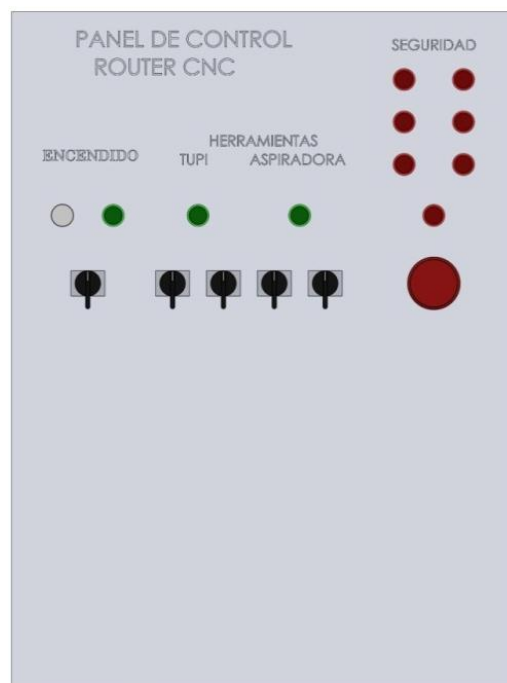 PANEL DE CONTROL
ROUTER CNC
SEGURIDAD
ENCENDIDO
HERRAMIENTAS
TUPI ASPIRADORA